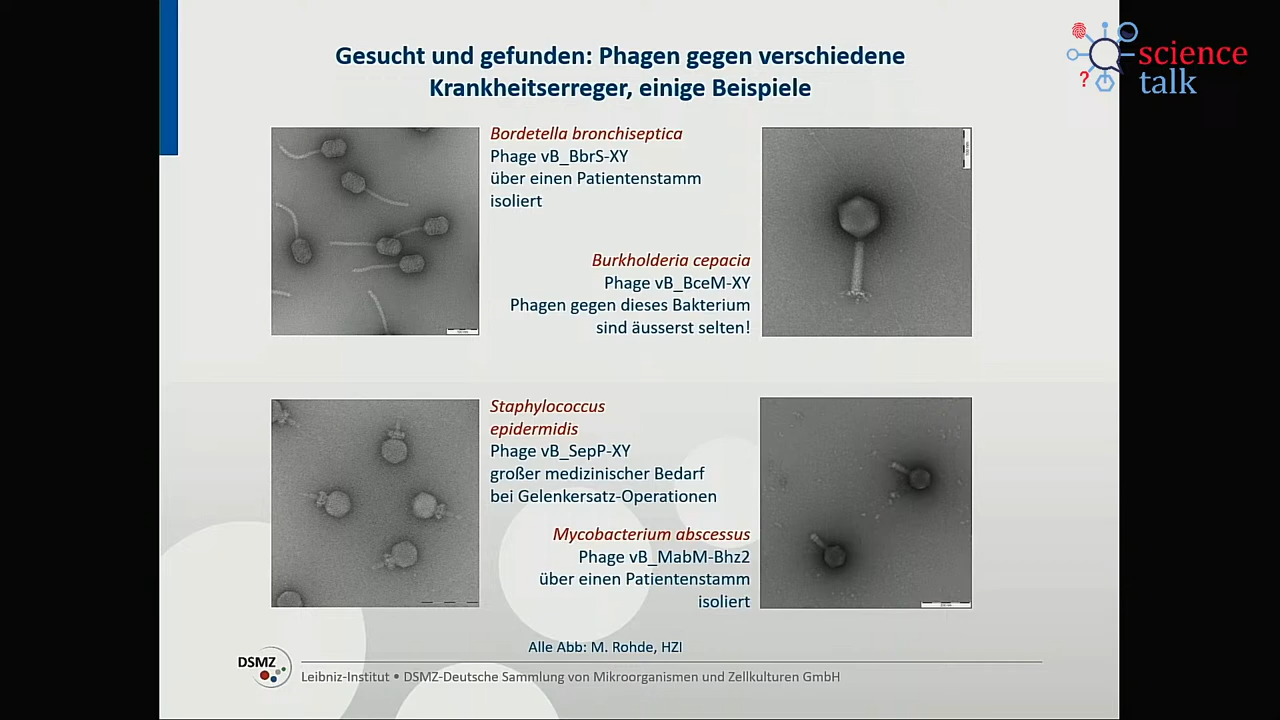 Gesucht und gefunden: Phagen gegen verschiedene
Krankheitserreger, einige Beispiele
science
talk
?
Bordetella bronchiseptica
Phage vB_BbrS-XY
über einen Patientenstamm
isoliert
Burkholderia cepacia
Phage vB_BceM-XY
Phagen gegen dieses Bakterium
sind äusserst selten!
Staphylococcus
epidermidis
Phage vB_SepP-XY
großer medizinischer Bedarf
bei Gelenkersatz-Operationen
Mycobacterium abscessus
Phage vB_MabM-Bhz2
über einen Patientenstamm
isoliert
Alle Abb: M. Rohde, HZI
DSMZ
Leibniz-Institut • DSMZ-Deutsche Sammlung von Mikroorganismen und Zellkulturen GmbH